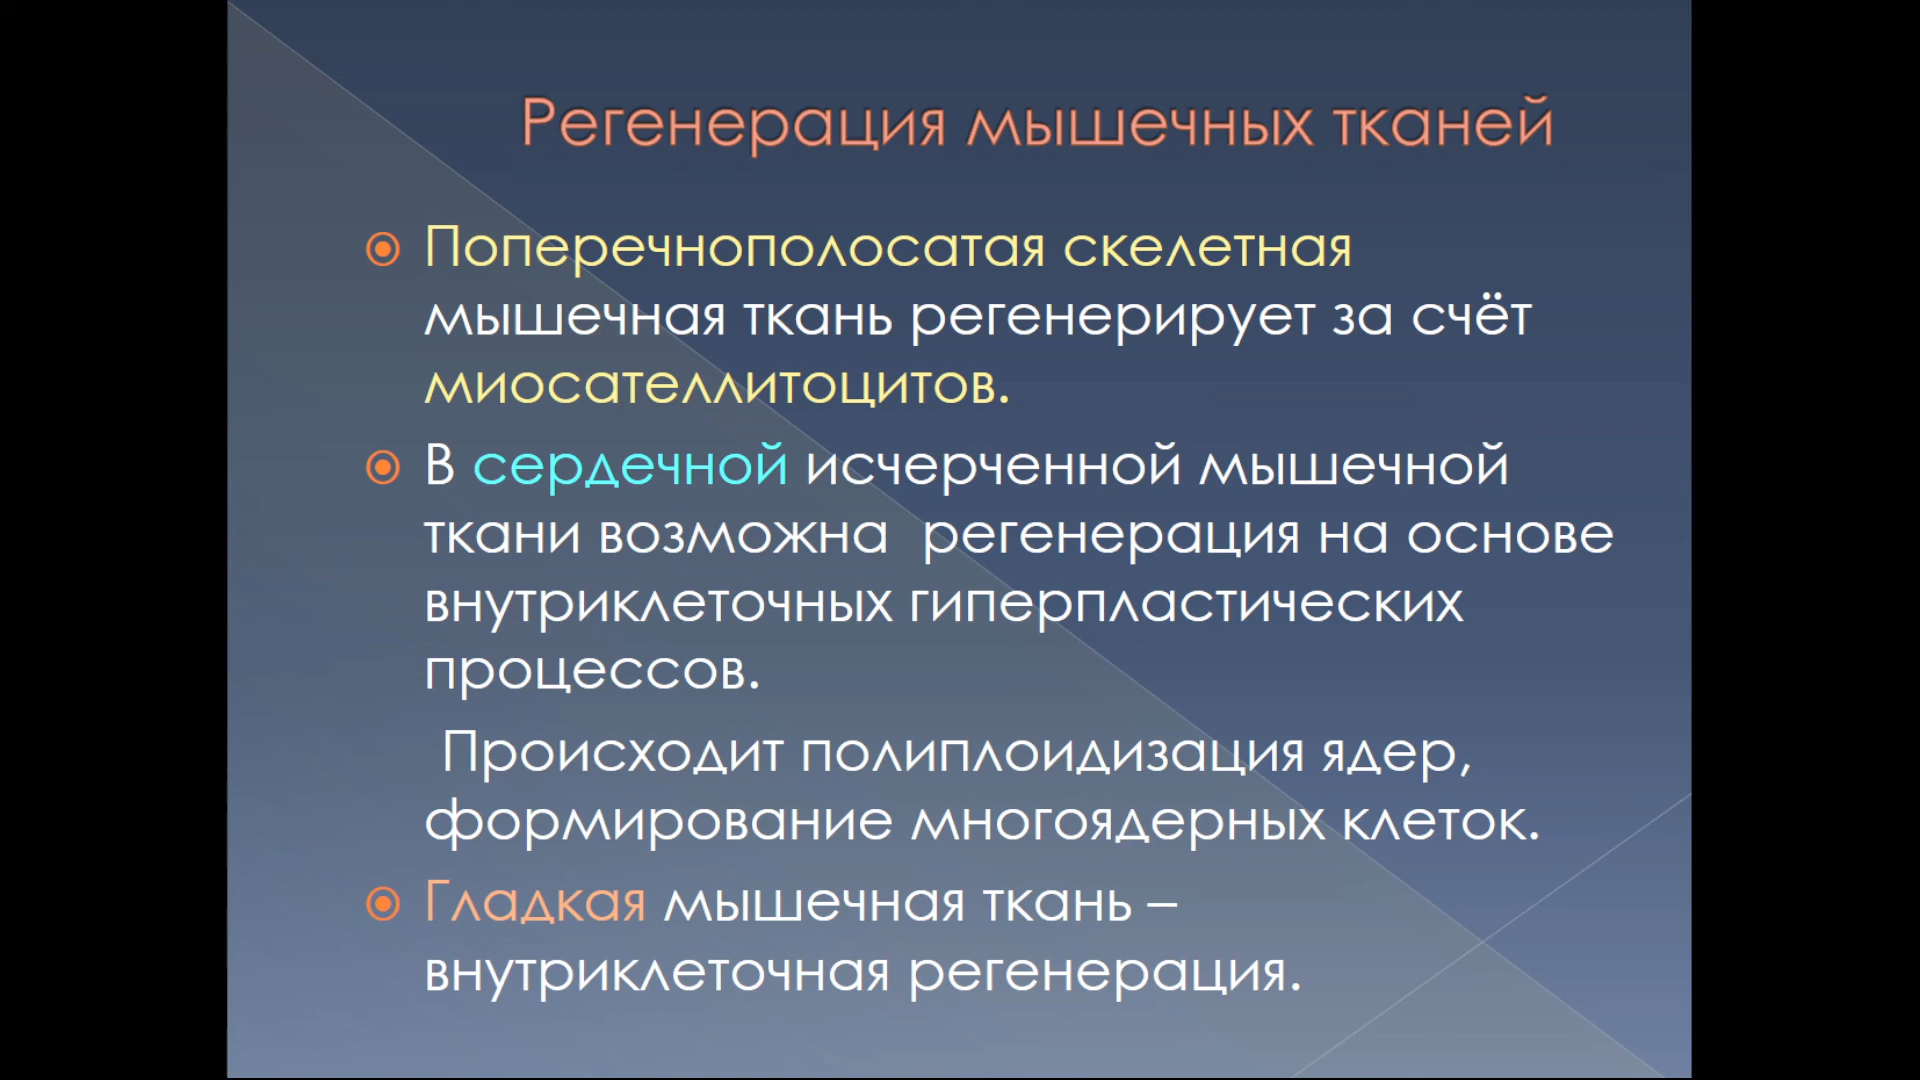 Регенерация мышечных тканей
Поперечнополосатая скелетная
мышечная ткань регенерирует за счёт
миосателлитоцитов.
В сердечной исчерченной мышечной
ткани возможна  регенерация на основе
внутриклеточных гиперпластических
процессов.
Происходит полиплоидизация ядер,
формирование многоядерных клеток.
Гладкая мышечная ткань –
внутриклеточная регенерация.